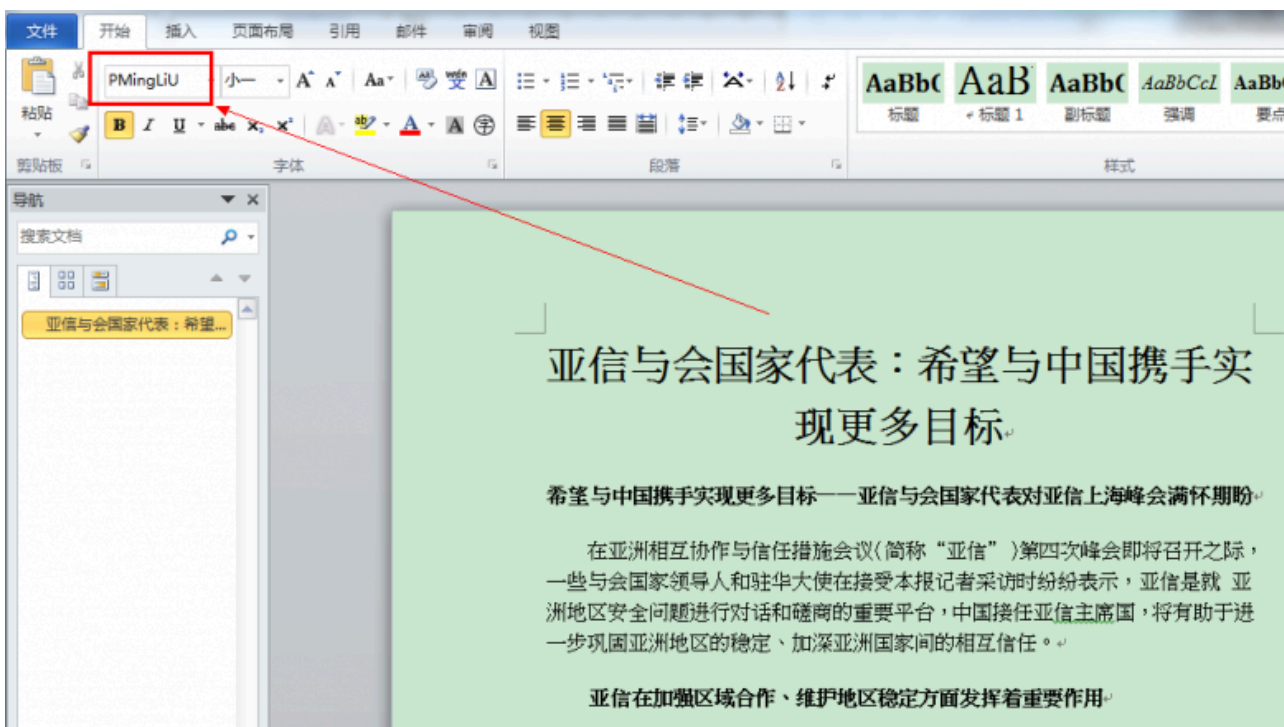 文件 开始 插入 页面布局 引用 邮件 审阅 视图
PMingLiU 小一 A A Aa wén 文 A
粘贴 B I U abc X₂ X² A ab A A 字
AaBb( AaB AaBb( AaBbCcL AaBb
标题 标题 1 副标题 强调 要点
剪贴板 字体 段落 样式
导航
搜索文档
亚信与会国家代表：希望...
亚信与会国家代表：希望与中国携手实
现更多目标
希望与中国携手实现更多目标——亚信与会国家代表对亚信上海峰会满怀期盼
在亚洲相互协作与信任措施会议(简称“亚信”)第四次峰会即将召开之际，
一些与会国家领导人和驻华大使在接受本报记者采访时纷纷表示，亚信是就 亚
洲地区安全问题进行对话和磋商的重要平台，中国接任亚信主席国，将有助于进
一步巩固亚洲地区的稳定、加深亚洲国家间的相互信任。
亚信在加强区域合作、维护地区稳定方面发挥着重要作用